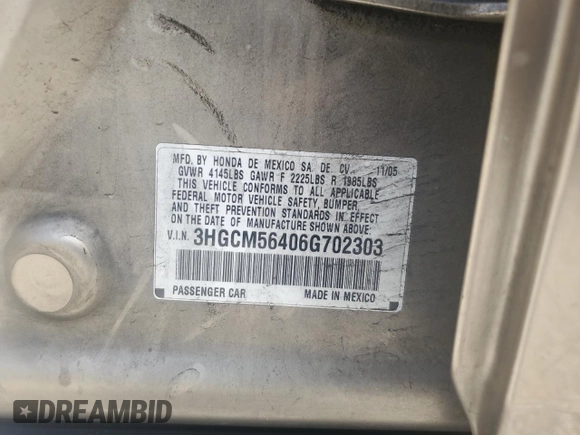 MFD. BY HONDA DE MEXICO SA. DE CV. 11/05
GVWR 4145LBS GAWR F 2225LBS R 1985LBS
THIS VEHICLE CONFORMS TO ALL APPLICABLE
FEDERAL MOTOR VEHICLE SAFETY, BUMPER,
AND THEFT PREVENTION STANDARDS IN EFFECT
ON THE DATE OF MANUFACTURE SHOWN ABOVE.
V.I.N. 3HGCM56406G702303
PASSENGER CAR MADE IN MEXICO
DREAMBID